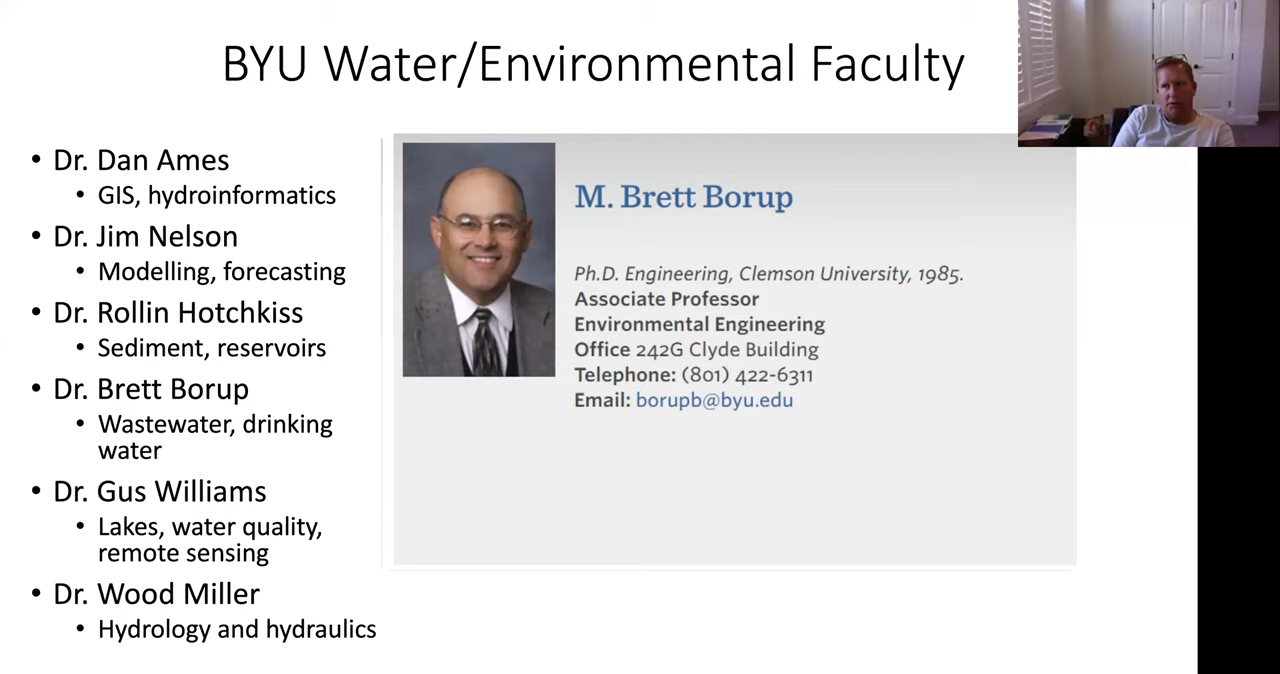 BYU Water/Environmental Faculty
• Dr. Dan Ames
• GIS, hydroinformatics
• Dr. Jim Nelson
• Modelling, forecasting
• Dr. Rollin Hotchkiss
• Sediment, reservoirs
• Dr. Brett Borup
• Wastewater, drinking
water
• Dr. Gus Williams
• Lakes, water quality,
remote sensing
• Dr. Wood Miller
• Hydrology and hydraulics
M. Brett Borup
Ph.D. Engineering, Clemson University, 1985.
Associate Professor
Environmental Engineering
Office 242G Clyde Building
Telephone: (801) 422-6311
Email: borupb@byu.edu